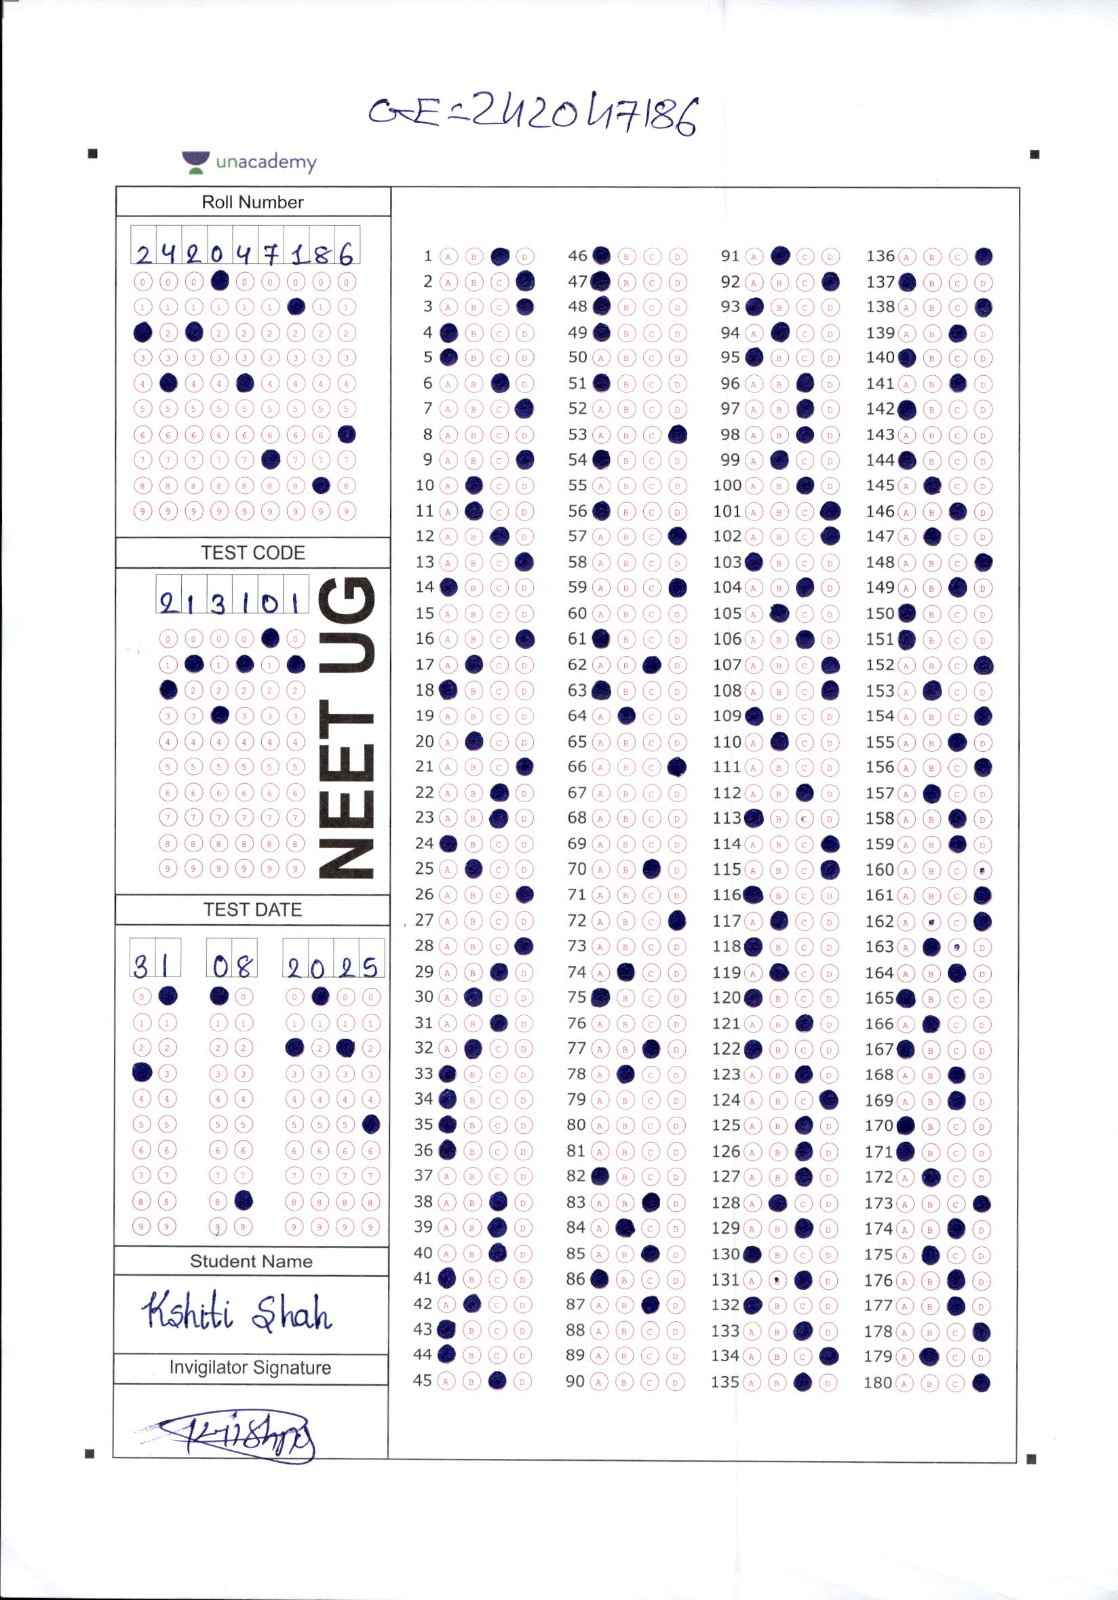 GE=242047186
unacademy
Roll Number
2 4 2 0 4 7 1 8 6
TEST CODE
2 1 3 1 0 1
NEET UG
TEST DATE
3 1 0 8 2 0 2 5
Student Name
Kshiti Shah
Invigilator Signature
Krishna
1 A B D 46 B C D 91 A C D 136 A B C
2 A B C 47 B C D 92 A B C 137 B C D
3 A B C 48 B C D 93 B C D 138 A B C
4 B C D 49 B C D 94 A C D 139 A B D
5 B C D 50 A B C D 95 B C D 140 B C D
6 A B D 51 B C D 96 A B D 141 A B D
7 A B C 52 A B C D 97 A B D 142 B C D
8 A B C D 53 A B C 98 A B D 143 A B C D
9 A B C 54 B C D 99 A C D 144 B C D
10 A C D 55 A B C D 100 A B D 145 A C D
11 A C D 56 B C D 101 A B C 146 A B D
12 A B D 57 A B C 102 A B C 147 A C D
13 A B C 58 A B C D 103 B C D 148 A B C
14 B C D 59 A B C 104 A B D 149 A B D
15 A B C D 60 A B C D 105 A C D 150 B C D
16 A B C 61 B C D 106 A B D 151 B C D
17 A C D 62 A B D 107 A B C 152 A B C
18 B C D 63 B C D 108 A B C 153 A C D
19 A B C D 64 A C D 109 B C D 154 A B C
20 A C D 65 A B C D 110 A C D 155 A B D
21 A B C 66 A B C 111 A B C D 156 A B C
22 A B D 67 A B C D 112 A B D 157 A C D
23 A B D 68 A B C D 113 B C D 158 A B D
24 B C D 69 A B C D 114 A B C 159 A B D
25 A C D 70 A B D 115 A B C 160 A B C
26 A B C 71 A B C D 116 B C D 161 A B C
27 A B C D 72 A B C 117 A C D 162 A C
28 A B C 73 A B C D 118 B C D 163 A D
29 A B D 74 A C D 119 A C D 164 A B D
30 A C D 75 B C D 120 B C D 165 B C D
31 A B D 76 A B C D 121 A B D 166 A C D
32 A C D 77 A B D 122 B C D 167 B C D
33 B C D 78 A C D 123 A B D 168 A B D
34 B C D 79 A B C D 124 A B C 169 A B D
35 B C D 80 A B C D 125 A B D 170 B C D
36 B C D 81 A B C D 126 A B D 171 B C D
37 A B C D 82 B C D 127 A B D 172 A C D
38 A B D 83 A B D 128 A C D 173 A B C
39 A B D 84 A C D 129 A B D 174 A B D
40 A B D 85 A B D 130 B C D 175 A C D
41 B C D 86 B C D 131 A D 176 A B D
42 A C D 87 A B D 132 B C D 177 A B D
43 B C D 88 A B C D 133 A B D 178 A B C
44 B C D 89 A B C D 134 A B C 179 A C D
45 A B D 90 A B C D 135 A B D 180 A B C